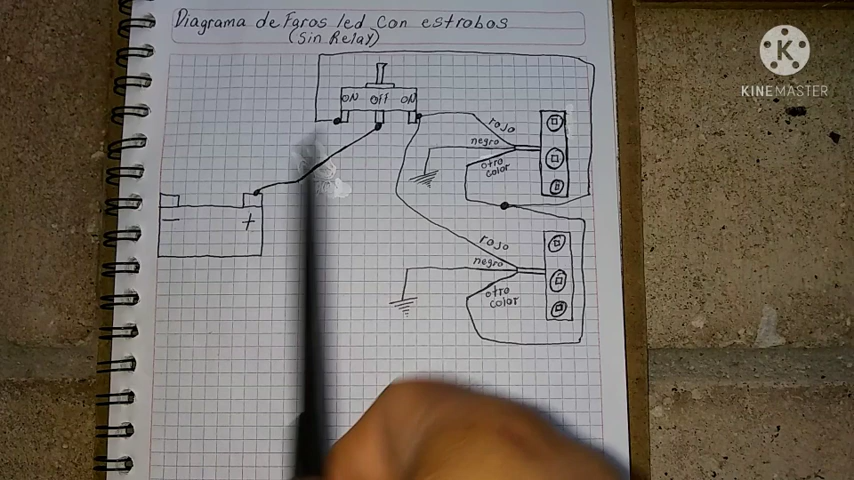 Diagrama de Faros led con estrobos
(Sin Relay)
ON Off ON
rojo
negro
otro
color
- +
rojo
negro
otro
color
K
KINEMASTER